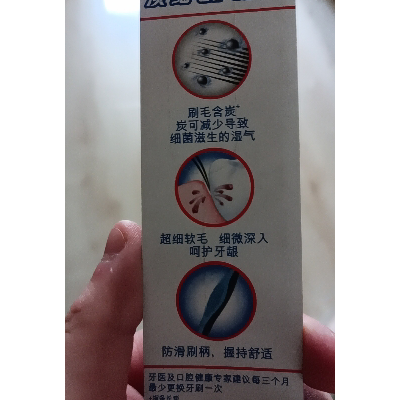 刷毛含炭+
炭可减少导致
细菌滋生的湿气
超细软毛 细微深入
呵护牙龈
防滑刷柄，握持舒适
牙医及口腔健康专家建议每三个月
最少更换牙刷一次